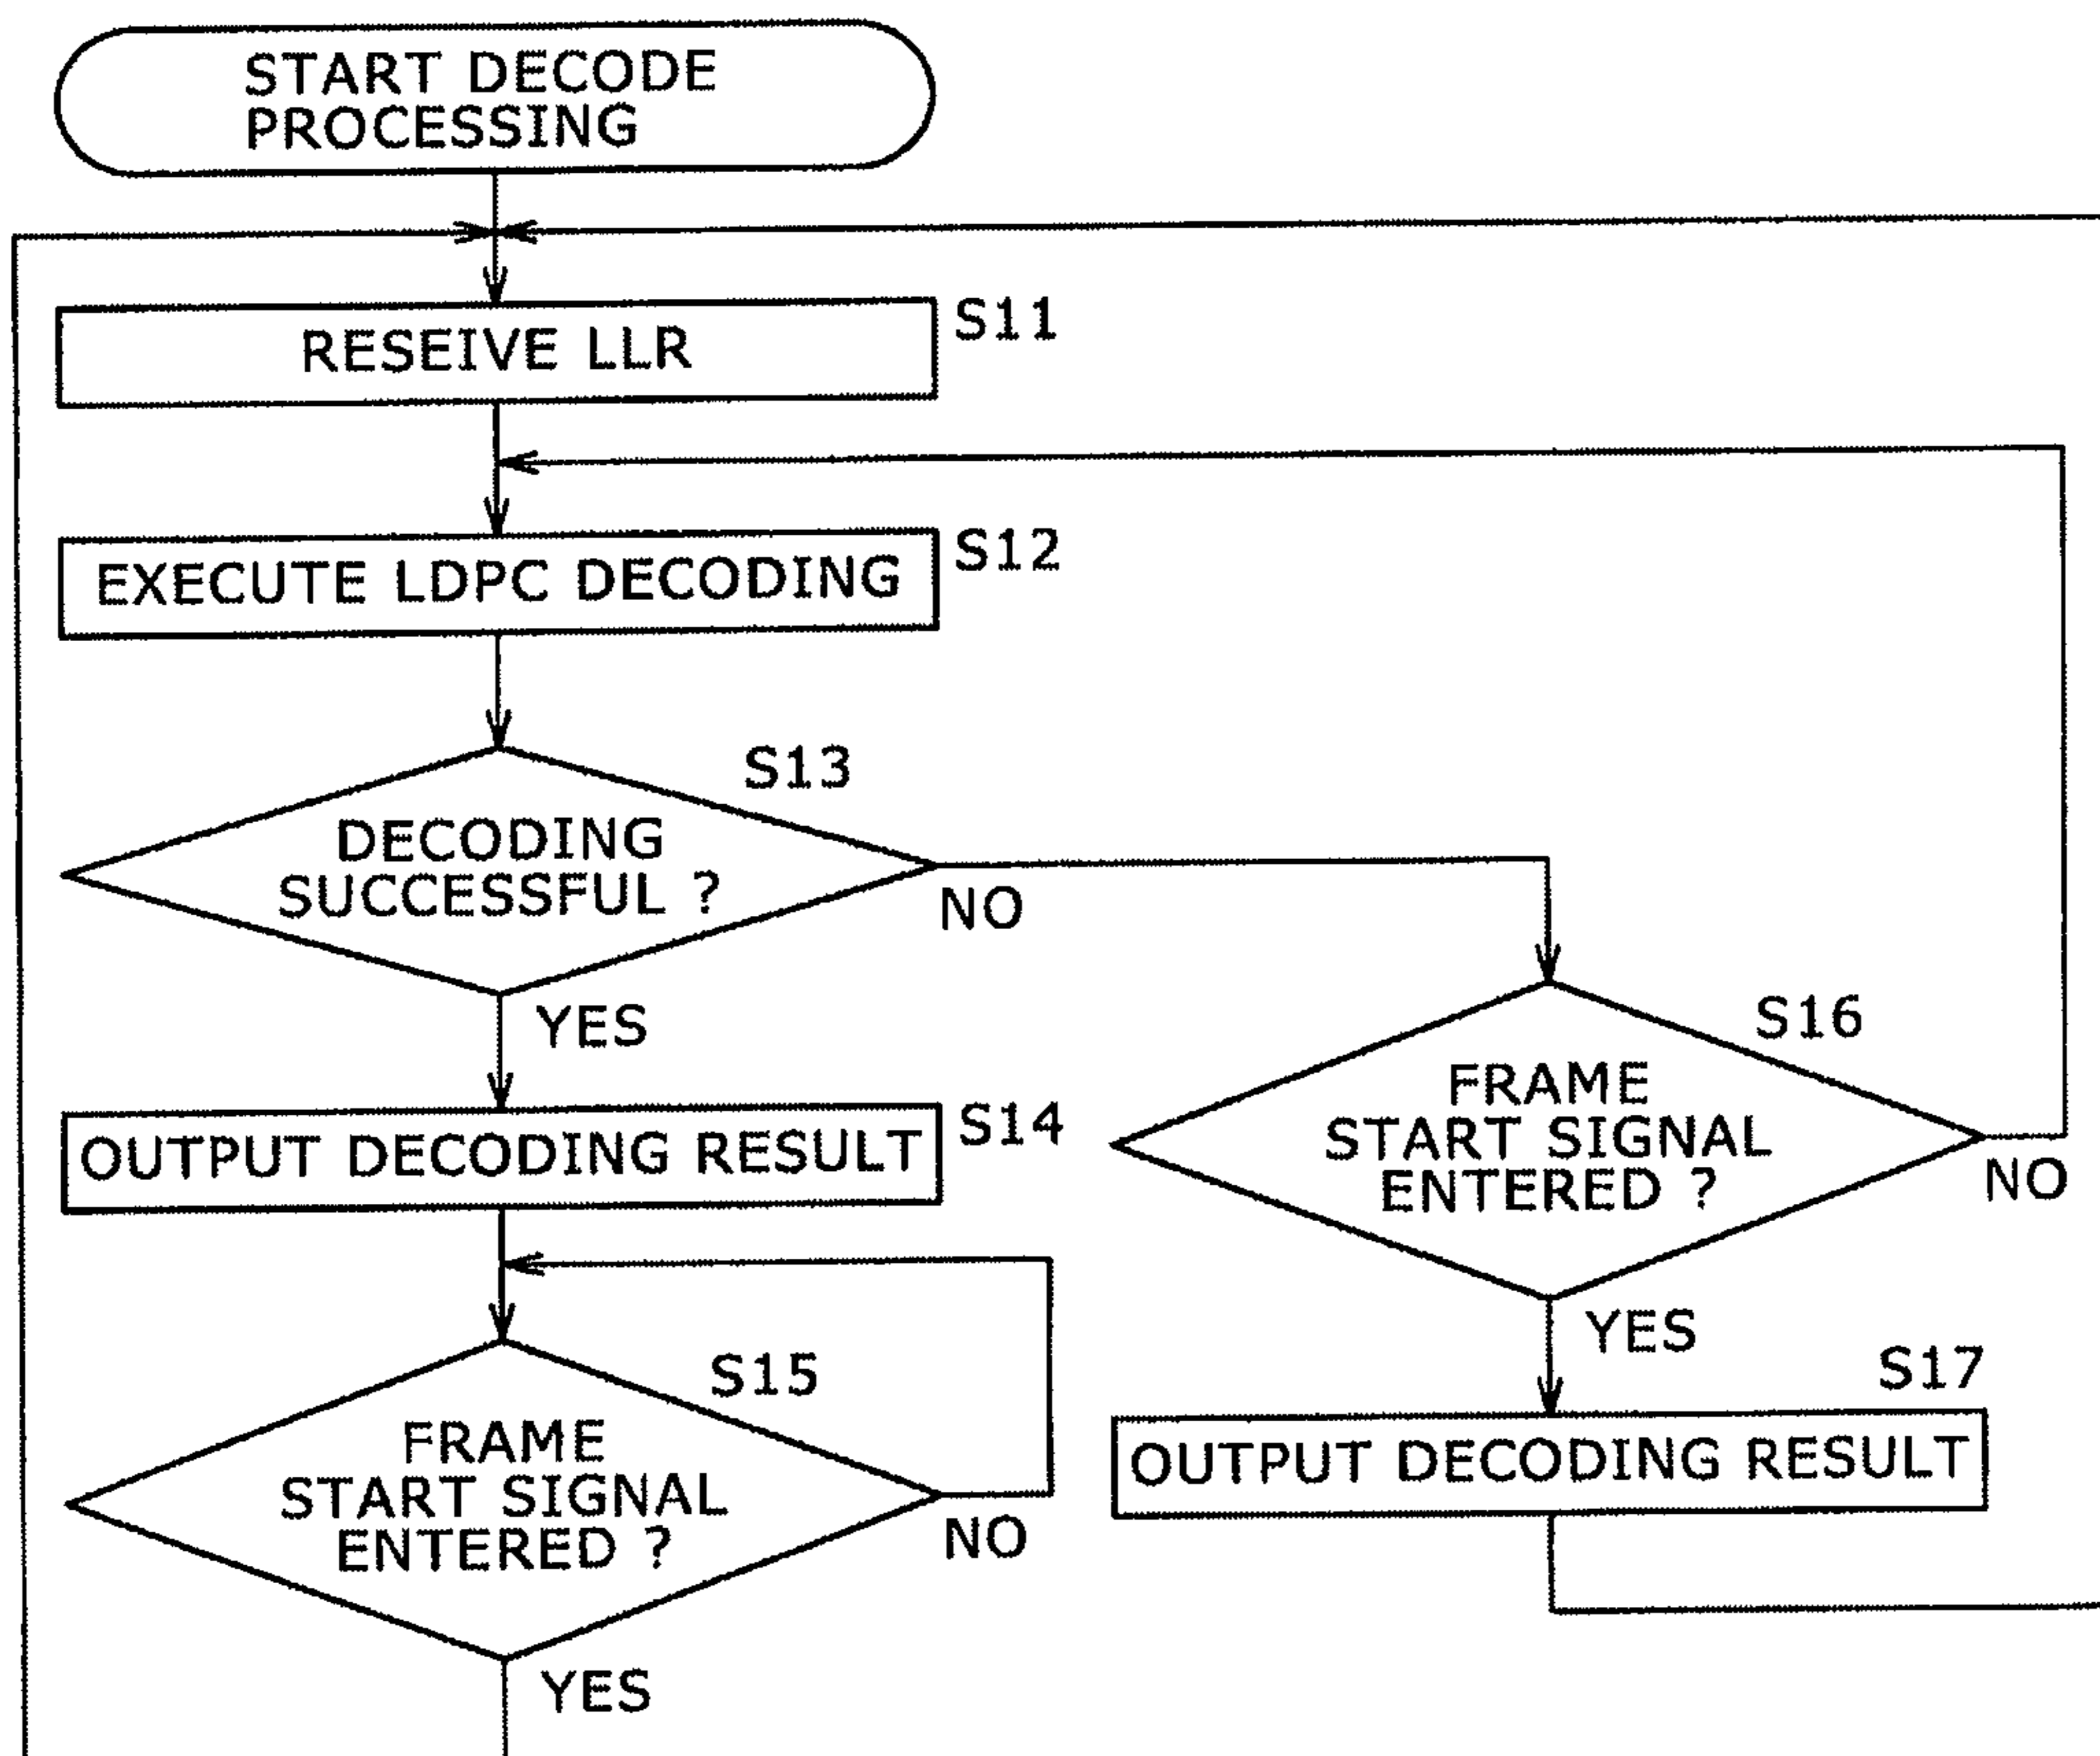 START DECODE
PROCESSING
RESEIVE LLR
S11
EXECUTE LDPC DECODING
S12
S13
DECODING
SUCCESSFUL ?
NO
YES
OUTPUT DECODING RESULT
S14
S15
FRAME
START SIGNAL
ENTERED ?
NO
YES
S16
FRAME
START SIGNAL
ENTERED ?
NO
YES
S17
OUTPUT DECODING RESULT